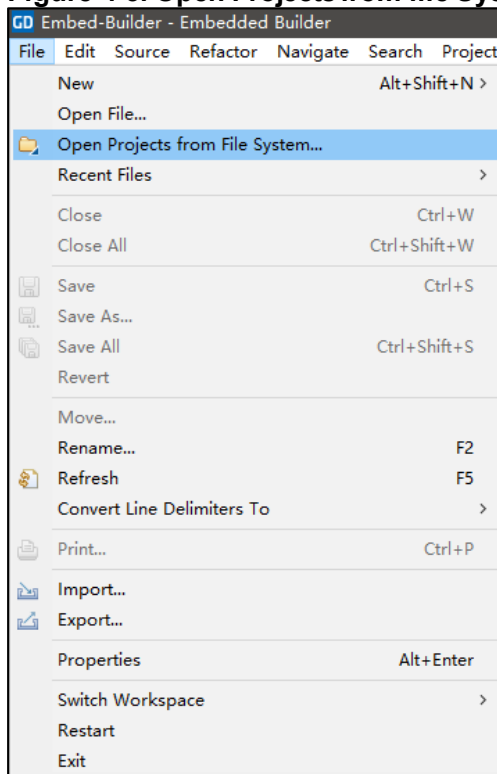 GD Embed-Builder - Embedded Builder
File Edit Source Refactor Navigate Search Project
New Alt+Shift+N >
Open File...
Open Projects from File System...
Recent Files >
Close Ctrl+W
Close All Ctrl+Shift+W
Save Ctrl+S
Save As...
Save All Ctrl+Shift+S
Revert
Move...
Rename... F2
Refresh F5
Convert Line Delimiters To >
Print... Ctrl+P
Import...
Export...
Properties Alt+Enter
Switch Workspace >
Restart
Exit